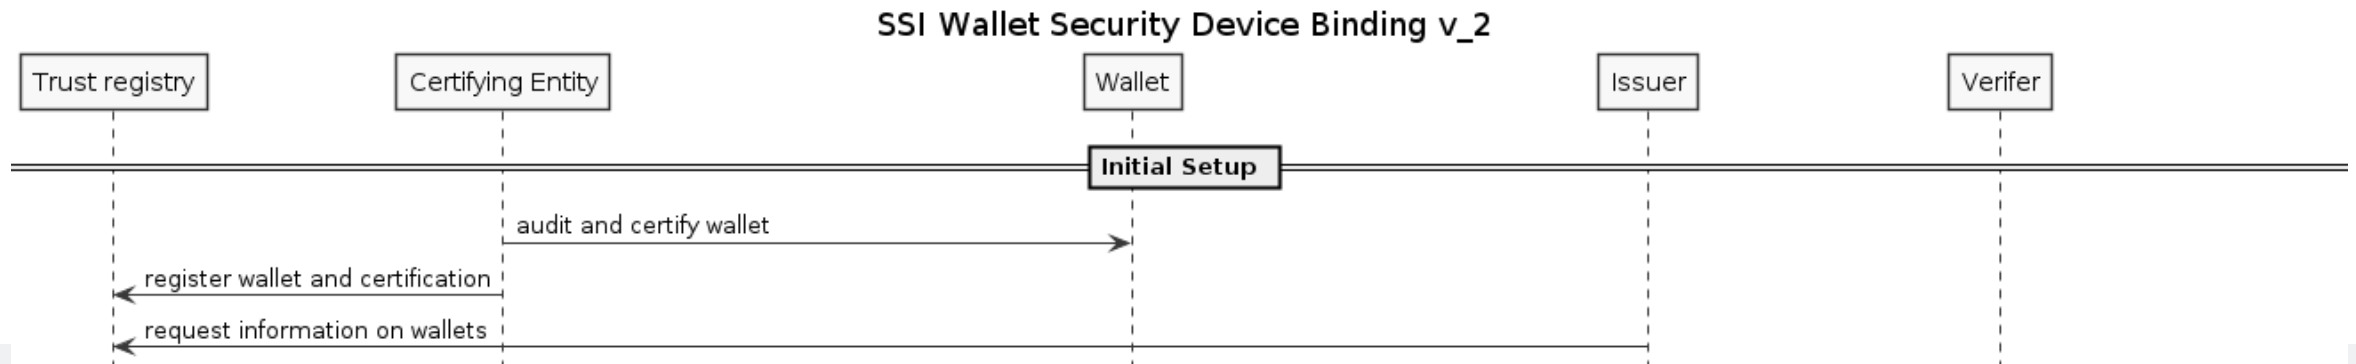 SSI Wallet Security Device Binding v_2
Trust registry
Certifying Entity
Wallet
Issuer
Verifer
Initial Setup
audit and certify wallet
register wallet and certification
request information on wallets